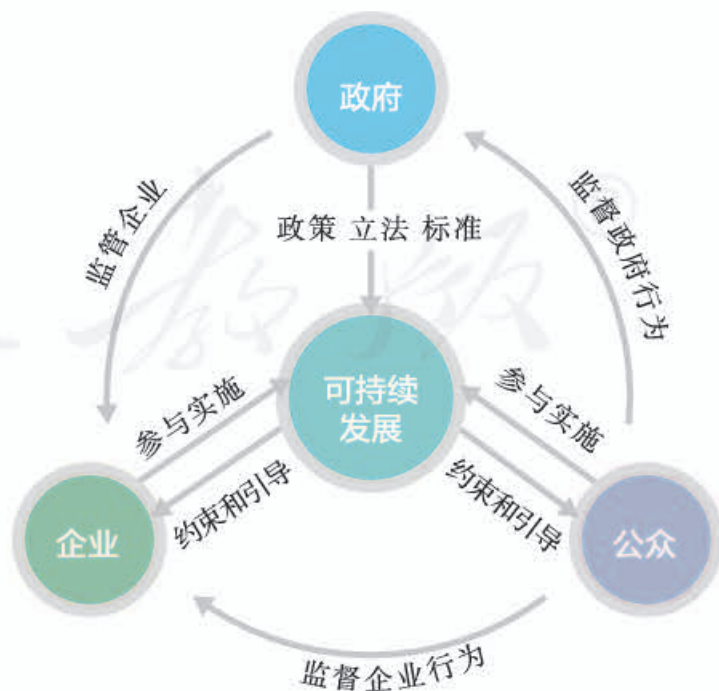 政府
监管企业
政策 立法 标准
监督政府行为
可持续
发展
参与实施
参与实施
约束和引导
约束和引导
企业
公众
监督企业行为